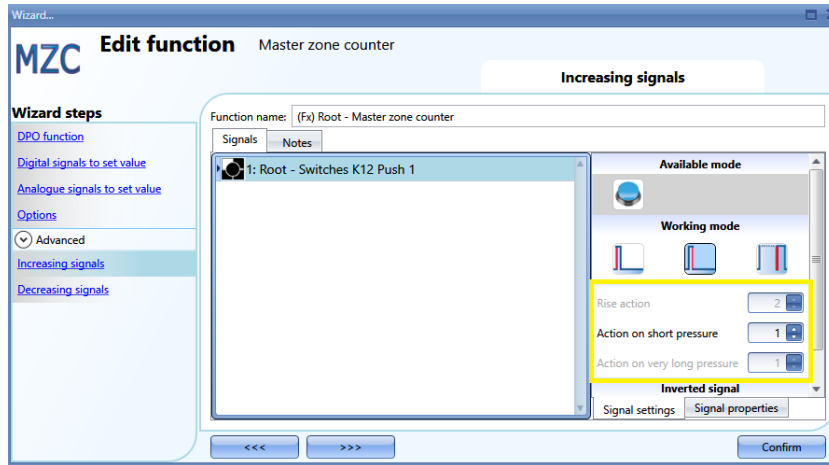 Wizard...
MZC Edit function Master zone counter
Increasing signals
Wizard steps
DPO function
Digital signals to set value
Analogue signals to set value
Options
Advanced
Increasing signals
Decreasing signals
Function name: (Fx) Root - Master zone counter
Signals Notes
1: Root - Switches K12 Push 1
Available mode
Working mode
Rise action 2
Action on short pressure 1
Action on very long pressure 1
Inverted signal
Signal settings Signal properties
<<< >>> Confirm